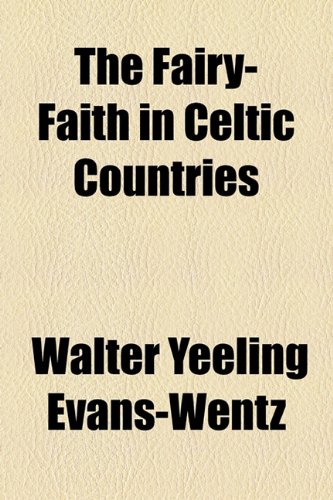 The Fairy-
Faith in Celtic
Countries
Walter Yeeling
Evans-Wentz